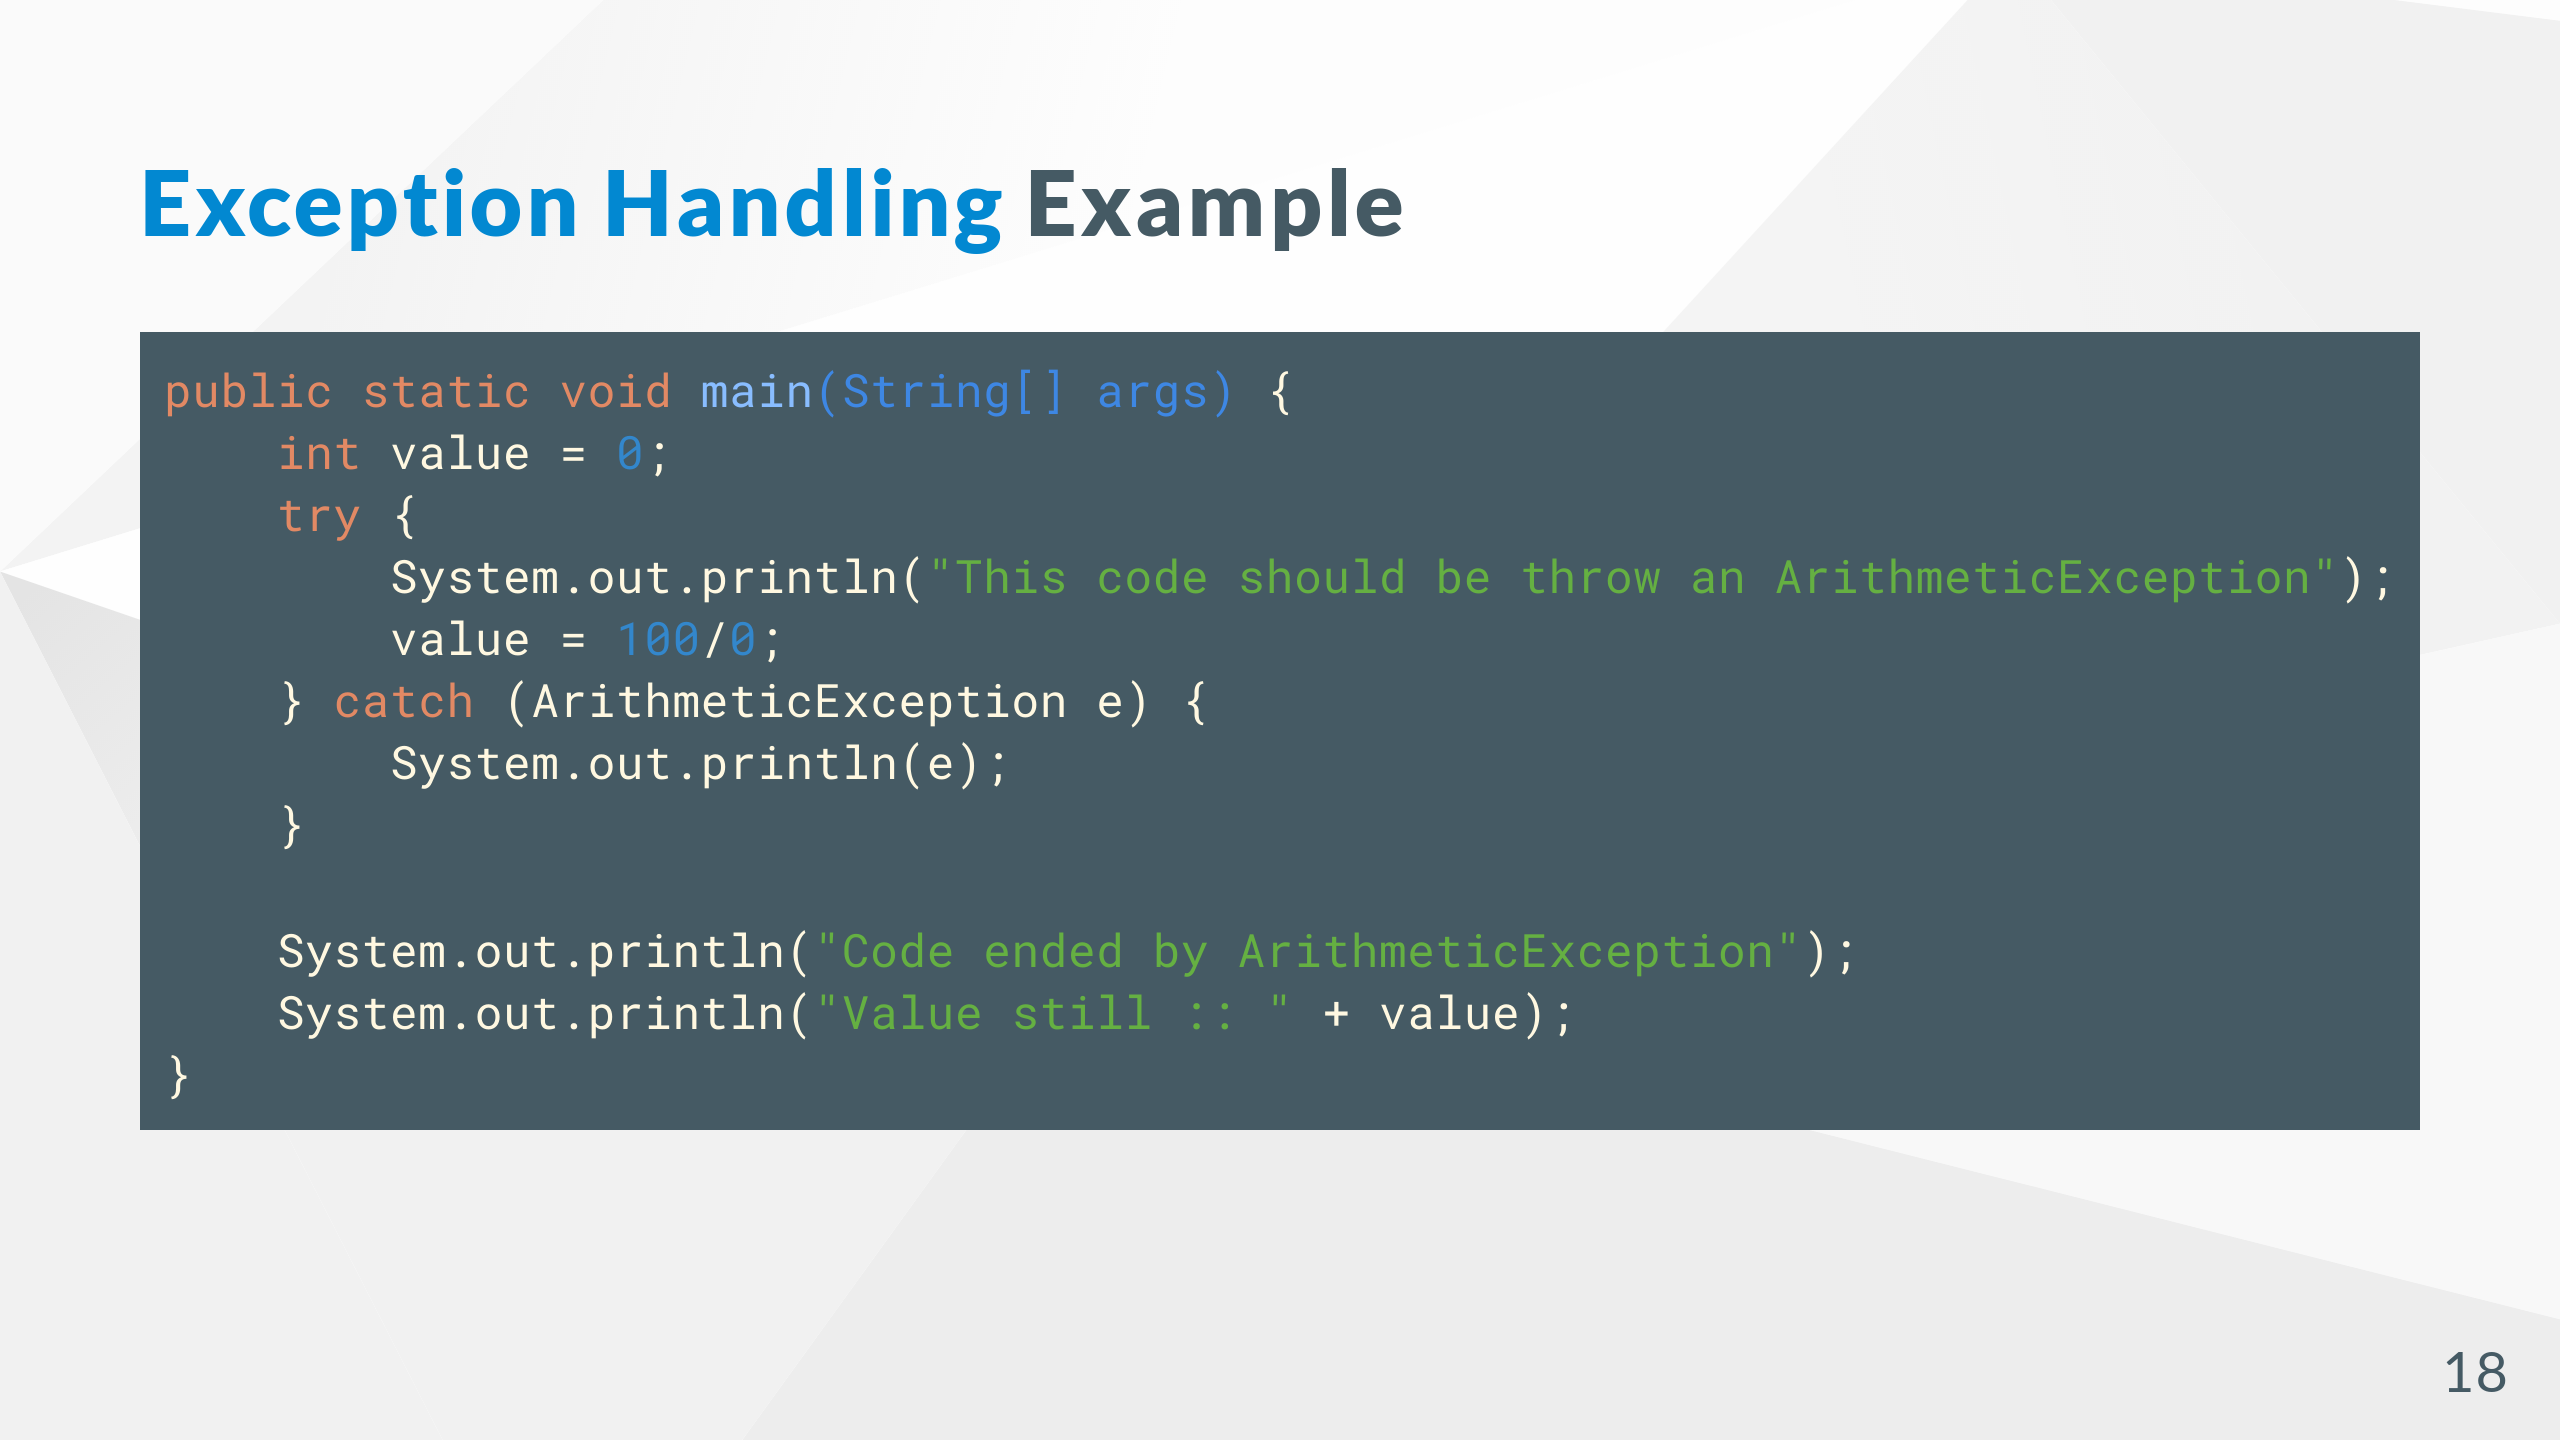 Exception Handling Example
public static void main(String[] args) {
    int value = 0;
    try {
        System.out.println("This code should be throw an ArithmeticException");
        value = 100/0;
    } catch (ArithmeticException e) {
        System.out.println(e);
    }

    System.out.println("Code ended by ArithmeticException");
    System.out.println("Value still :: " + value);
}
18